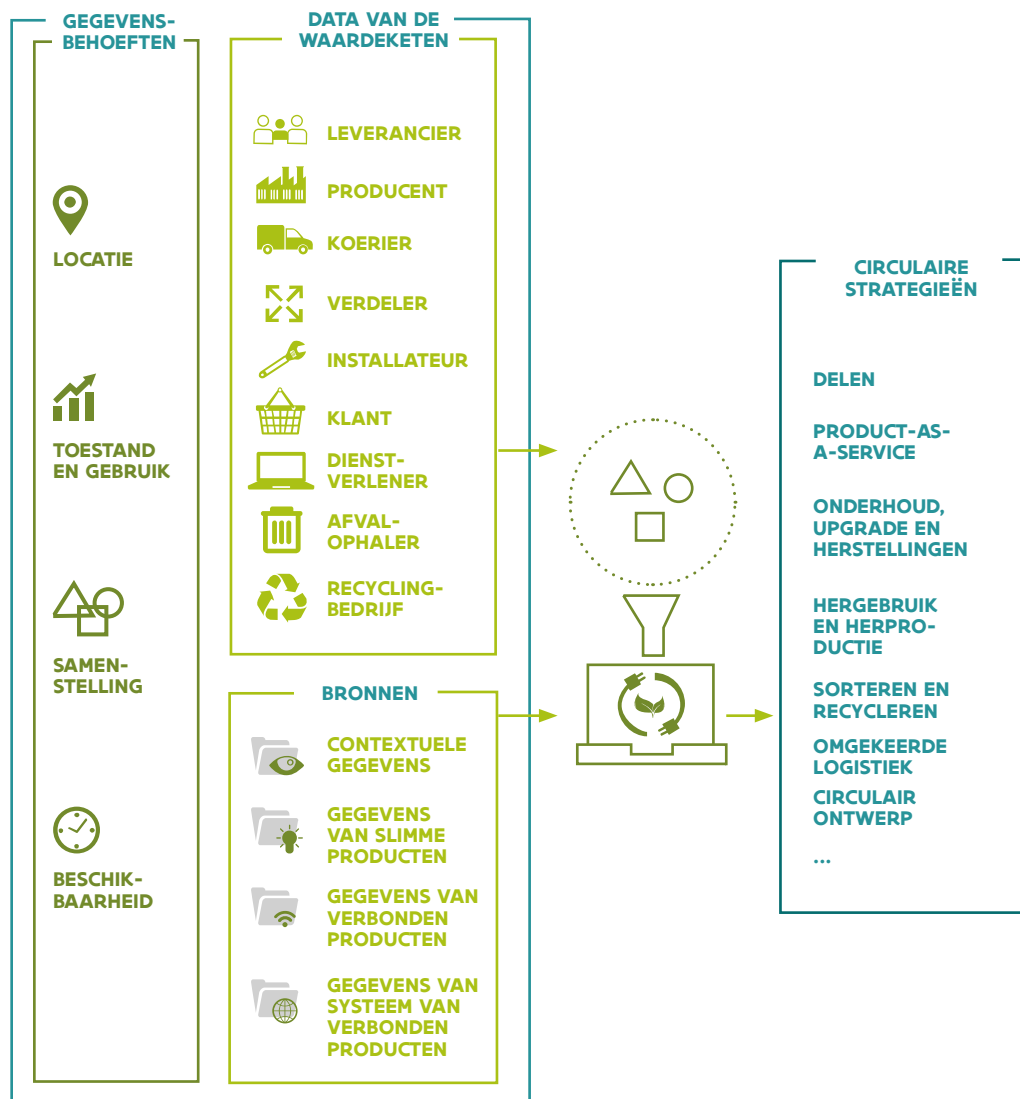 GEGEVENS-
BEHOEFTEN
LOCATIE
TOESTAND
EN GEBRUIK
SAMEN-
STELLING
BESCHIK-
BAARHEID
DATA VAN DE
WAARDEKETEN
LEVERANCIER
PRODUCENT
KOERIER
VERDELER
INSTALLATEUR
KLANT
DIENST-
VERLENER
AFVAL-
OPHALER
RECYCLING-
BEDRIJF
BRONNEN
CONTEXTUELE
GEGEVENS
GEGEVENS
VAN SLIMME
PRODUCTEN
GEGEVENS VAN
VERBONDEN
PRODUCTEN
GEGEVENS VAN
SYSTEEM VAN
VERBONDEN
PRODUCTEN
CIRCULAIRE
STRATEGIEËN
DELEN
PRODUCT-AS-
A-SERVICE
ONDERHOUD,
UPGRADE EN
HERSTELLINGEN
HERGEBRUIK
EN HERPRO-
DUCTIE
SORTEREN EN
RECYCLEREN
OMGEKEERDE
LOGISTIEK
CIRCULAIR
ONTWERP
...